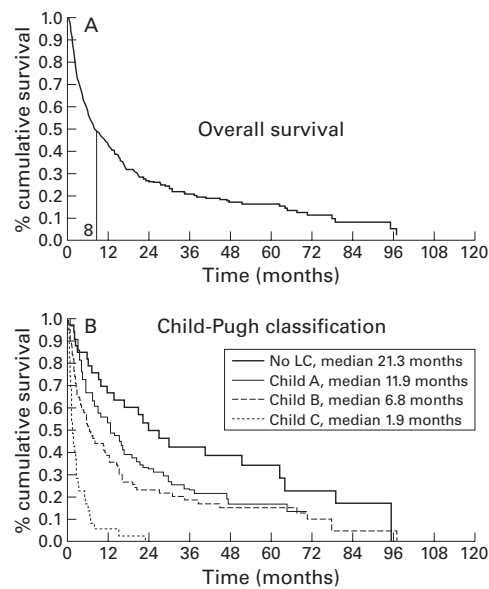 A
% cumulative survival
1.0
0.9
0.8
0.7
0.6
0.5
0.4
0.3
0.2
0.1
0.0
Overall survival
8
0 12 24 36 48 60 72 84 96 108 120
Time (months)
B
Child-Pugh classification
% cumulative survival
1.0
0.9
0.8
0.7
0.6
0.5
0.4
0.3
0.2
0.1
0.0
No LC, median 21.3 months
Child A, median 11.9 months
Child B, median 6.8 months
Child C, median 1.9 months
0 12 24 36 48 60 72 84 96 108 120
Time (months)